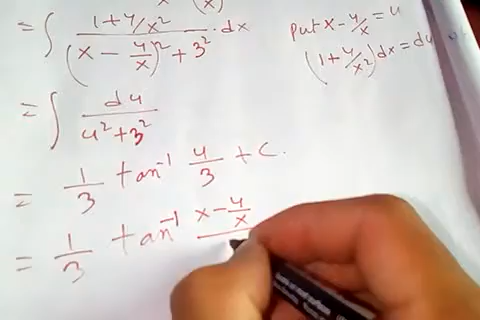 = ∫ (1+4/x²) / ((x − 4/x)² + 3²) · dx
Put x − 4/x = u
(1+4/x²) dx = du
= ∫ du / (u² + 3²)
= 1/3 tan⁻¹ u/3 + C.
= 1/3 tan⁻¹ (x − 4/x)